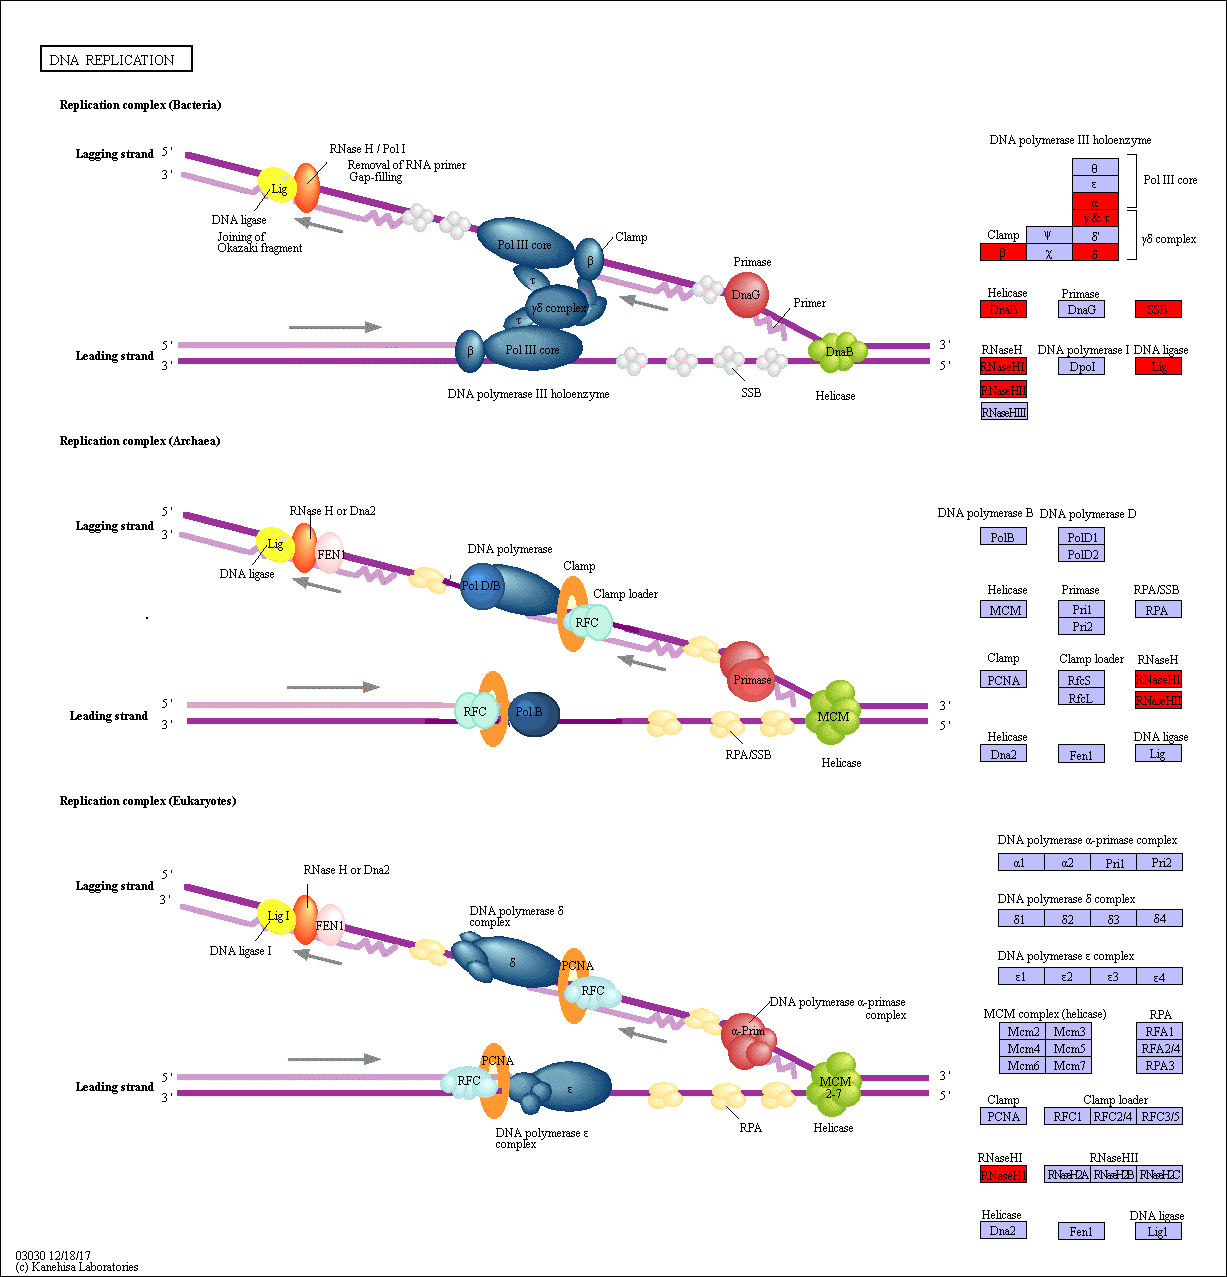 DNA REPLICATION
Replication complex (Bacteria)
Lagging strand
5'
3'
RNase H / Pol I
Removal of RNA primer
Gap-filling
Lig
DNA ligase
Joining of
Okazaki fragment
Pol III core
Clamp
β
τ
γδ complex
τ
Primase
DnaG
Primer
Leading strand
5'
3'
β
Pol III core
DnaB
3'
5'
SSB
DNA polymerase III holoenzyme
Helicase
DNA polymerase III holoenzyme
θ
ε
α
Pol III core
γ & τ
Clamp
ψ
δ'
γδ complex
β
χ
δ
Helicase
Primase
DnaB
DnaG
SSB
RNaseH
DNA polymerase I
DNA ligase
RNaseHI
DpoI
Lig
RNaseHII
RNaseHIII
Replication complex (Archaea)
Lagging strand
5'
3'
RNase H or Dna2
Lig
FEN1
DNA ligase
DNA polymerase
Pol D/B
Clamp
Clamp loader
RFC
Primase
Leading strand
RFC
Pol B
MCM
3'
5'
RPA/SSB
Helicase
DNA polymerase B
DNA polymerase D
PolB
PolD1
PolD2
Helicase
Primase
RPA/SSB
MCM
Pri1
RPA
Pri2
Clamp
Clamp loader
RNaseH
PCNA
RfcS
RNaseHI
RfcL
RNaseHII
Helicase
DNA ligase
Dna2
Fen1
Lig
Replication complex (Eukaryotes)
Lagging strand
5'
3'
RNase H or Dna2
Lig I
FEN1
DNA ligase I
DNA polymerase δ
complex
δ
PCNA
RFC
DNA polymerase α-primase
complex
α-Prim
Leading strand
5'
3'
PCNA
RFC
ε
MCM
2-7
3'
5'
DNA polymerase ε
complex
RPA
Helicase
DNA polymerase α-primase complex
α1
α2
Pri1
Pri2
DNA polymerase δ complex
δ1
δ2
δ3
δ4
DNA polymerase ε complex
ε1
ε2
ε3
ε4
MCM complex (helicase)
RPA
Mcm2
Mcm3
RFA1
Mcm4
Mcm5
RFA2/4
Mcm6
Mcm7
RPA3
Clamp
Clamp loader
PCNA
RFC1
RFC2/4
RFC3/5
RNaseHI
RNaseHII
RNaseH1
RNaseH2A
RNaseH2B
RNaseH2C
Helicase
DNA ligase
Dna2
Fen1
Lig1
03030 12/18/17
(c) Kanehisa Laboratories